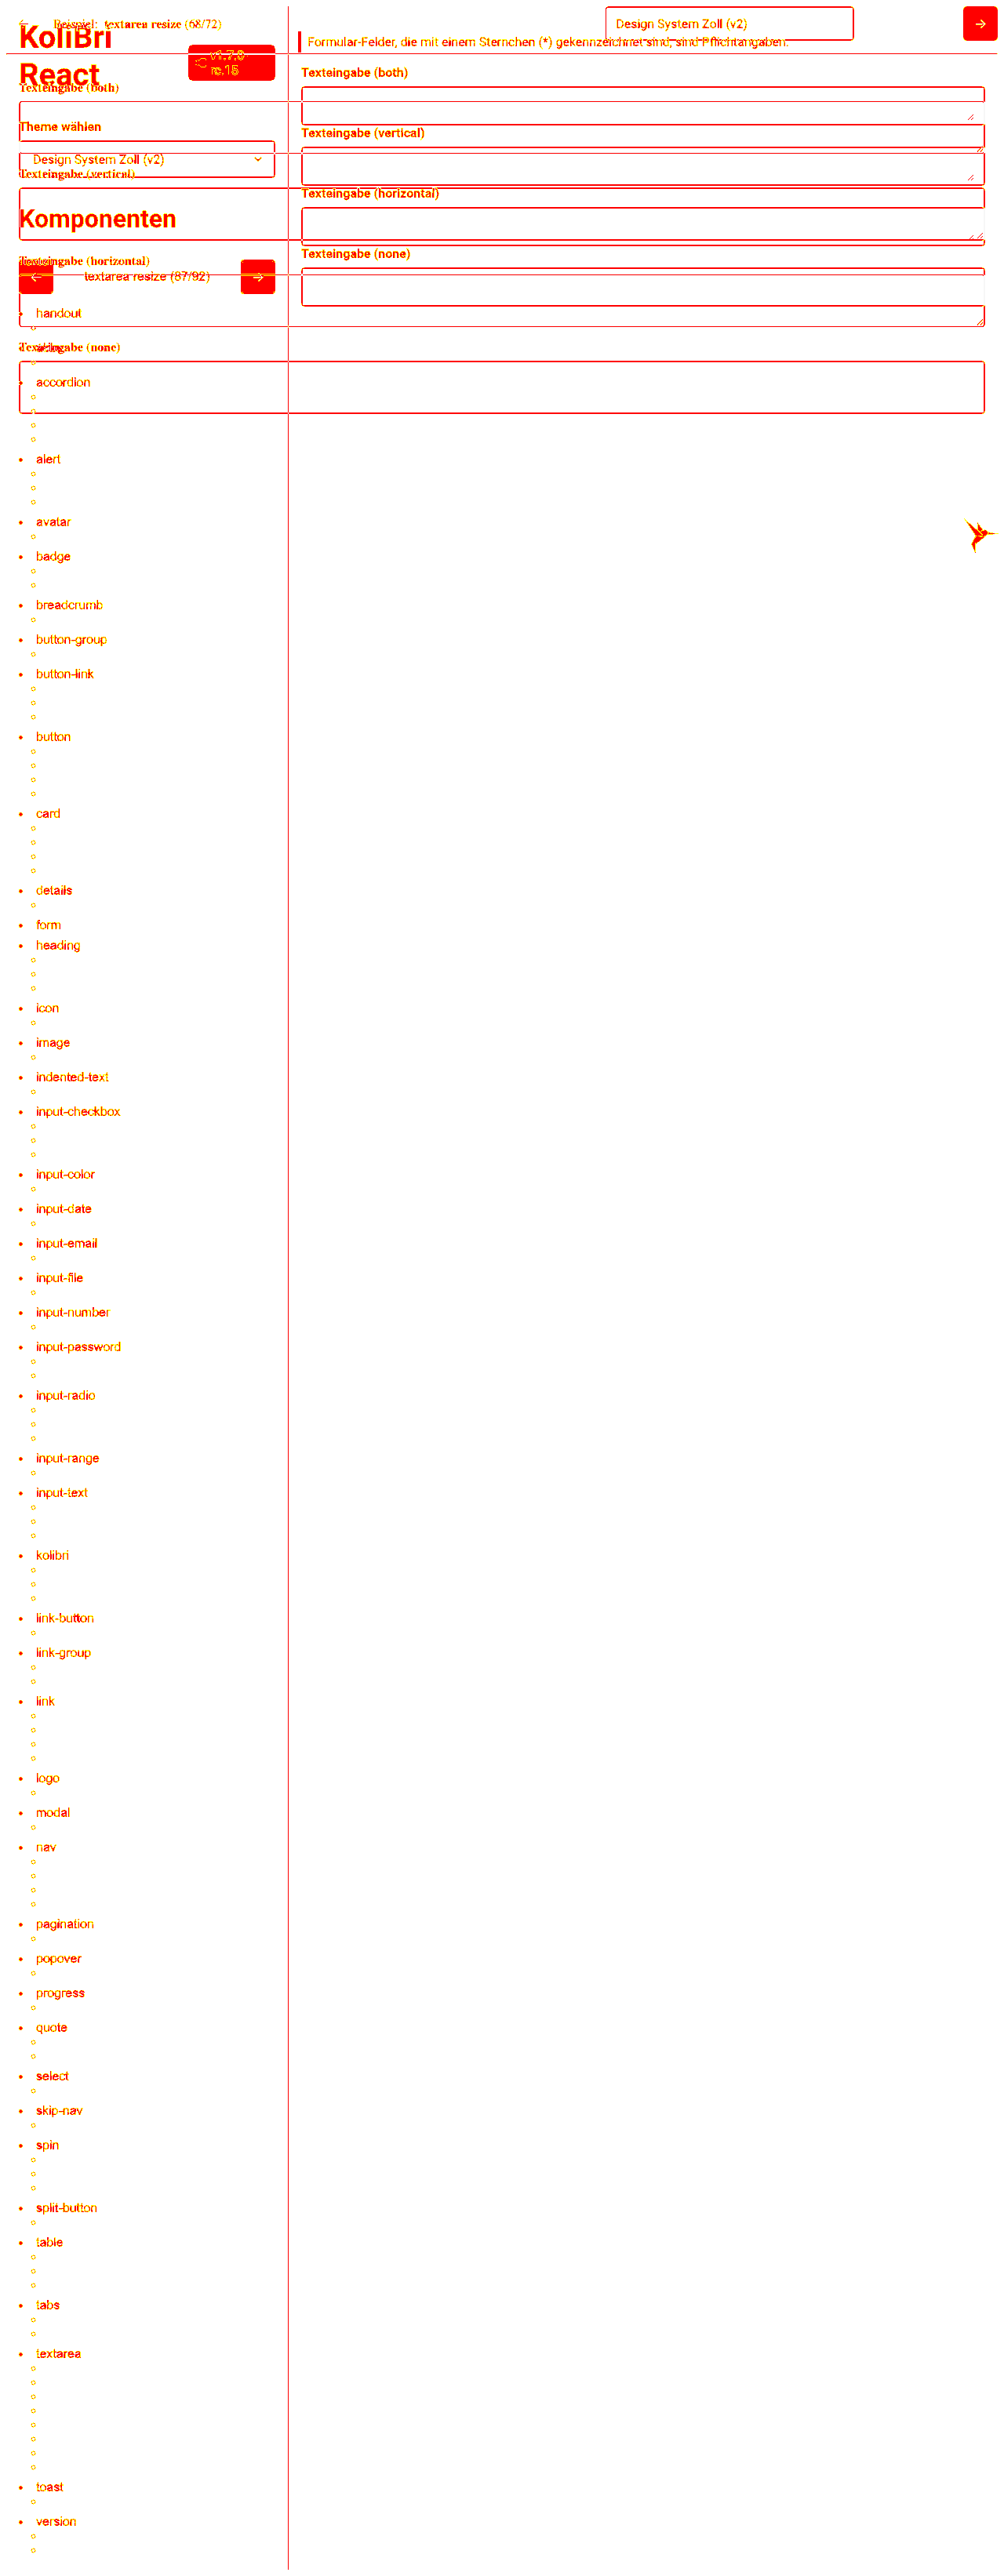 Beispiel: textarea resize (68/72)
Design System Zoll (v2)
KoliBri
React
v1.7.0-
rc.15
Formular-Felder, die mit einem Sternchen (*) gekennzeichnet sind, sind Pflichtangaben.
Texteingabe (both)
Texteingabe (both)
Theme wählen
Texteingabe (vertical)
Design System Zoll (v2)
Texteingabe (vertical)
Texteingabe (horizontal)
Komponenten
Texteingabe (none)
Texteingabe (horizontal)
textarea resize (87/92)
handout
Texteingabe (none)
accordion
alert
avatar
badge
breadcrumb
button-group
button-link
button
card
details
form
heading
icon
image
indented-text
input-checkbox
input-color
input-date
input-email
input-file
input-number
input-password
input-radio
input-range
input-text
kolibri
link-button
link-group
link
logo
modal
nav
pagination
popover
progress
quote
select
skip-nav
spin
split-button
table
tabs
textarea
toast
version